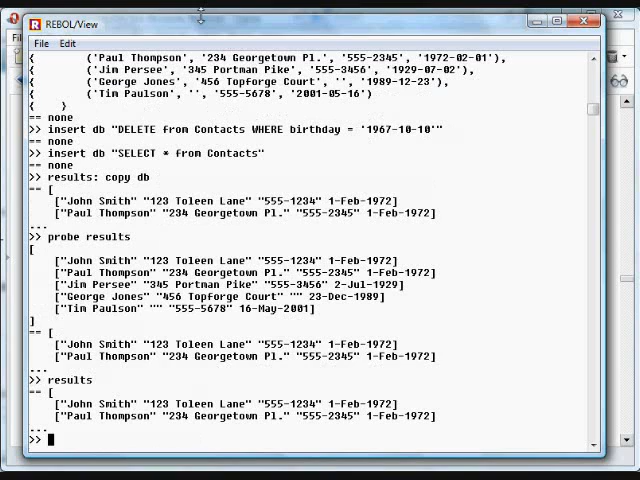 REBOL/View
Fil
File Edit
{        ('Paul Thompson', '234 Georgetown Pl.', '555-2345', '1972-02-01'),
{        ('Jim Persee', '345 Portman Pike', '555-3456', '1929-07-02'),
{        ('George Jones', '456 Topforge Court', '', '1989-12-23'),
{        ('Tim Paulson', '', '555-5678', '2001-05-16')
{    }
== none
>> insert db "DELETE from Contacts WHERE birthday = '1967-10-10'"
== none
>> insert db "SELECT * from Contacts"
== none
>> results: copy db
== [
    ["John Smith" "123 Toleen Lane" "555-1234" 1-Feb-1972]
    ["Paul Thompson" "234 Georgetown Pl." "555-2345" 1-Feb-1972]
...
>> probe results
[
    ["John Smith" "123 Toleen Lane" "555-1234" 1-Feb-1972]
    ["Paul Thompson" "234 Georgetown Pl." "555-2345" 1-Feb-1972]
    ["Jim Persee" "345 Portman Pike" "555-3456" 2-Jul-1929]
    ["George Jones" "456 Topforge Court" "" 23-Dec-1989]
    ["Tim Paulson" "" "555-5678" 16-May-2001]
]
== [
    ["John Smith" "123 Toleen Lane" "555-1234" 1-Feb-1972]
    ["Paul Thompson" "234 Georgetown Pl." "555-2345" 1-Feb-1972]
...
>> results
== [
    ["John Smith" "123 Toleen Lane" "555-1234" 1-Feb-1972]
    ["Paul Thompson" "234 Georgetown Pl." "555-2345" 1-Feb-1972]
...
>>